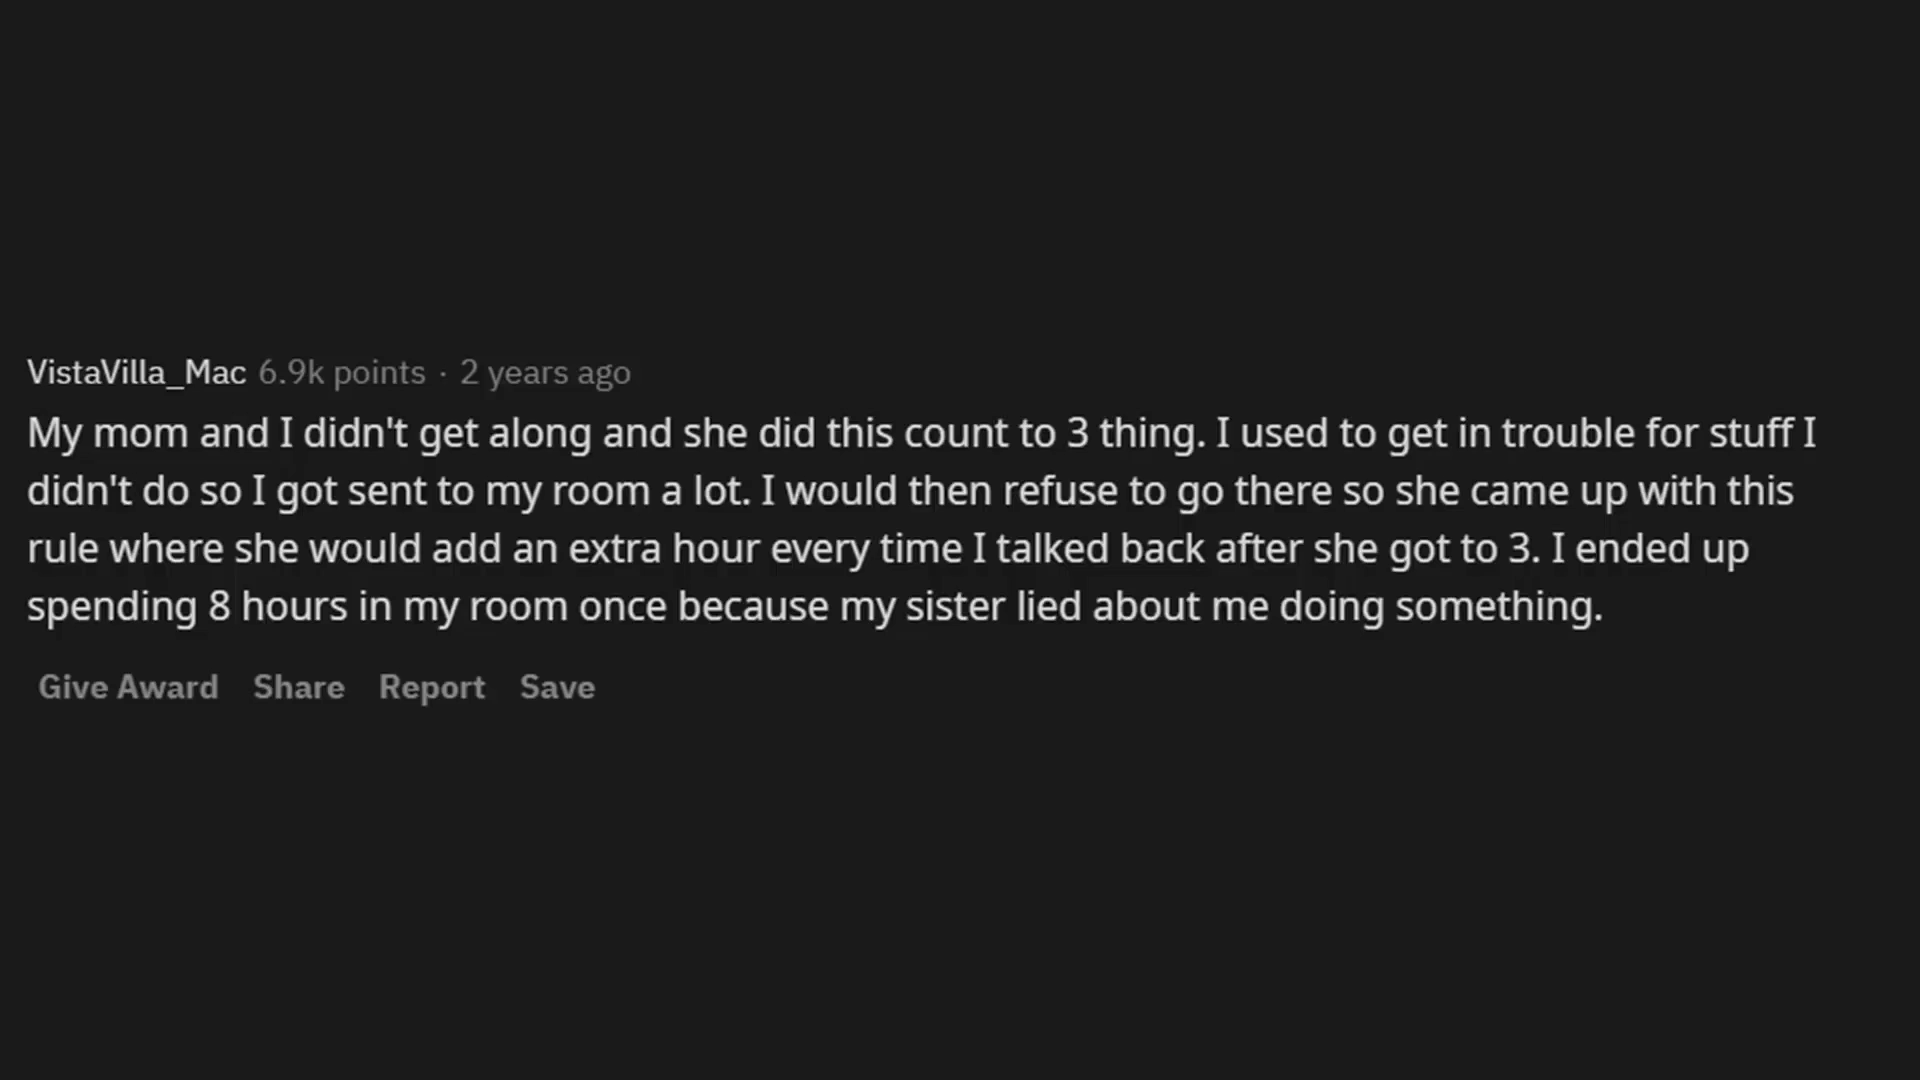 VistaVilla_Mac 6.9k points · 2 years ago
My mom and I didn't get along and she did this count to 3 thing. I used to get in trouble for stuff I
didn't do so I got sent to my room a lot. I would then refuse to go there so she came up with this
rule where she would add an extra hour every time I talked back after she got to 3. I ended up
spending 8 hours in my room once because my sister lied about me doing something.
Give Award Share Report Save